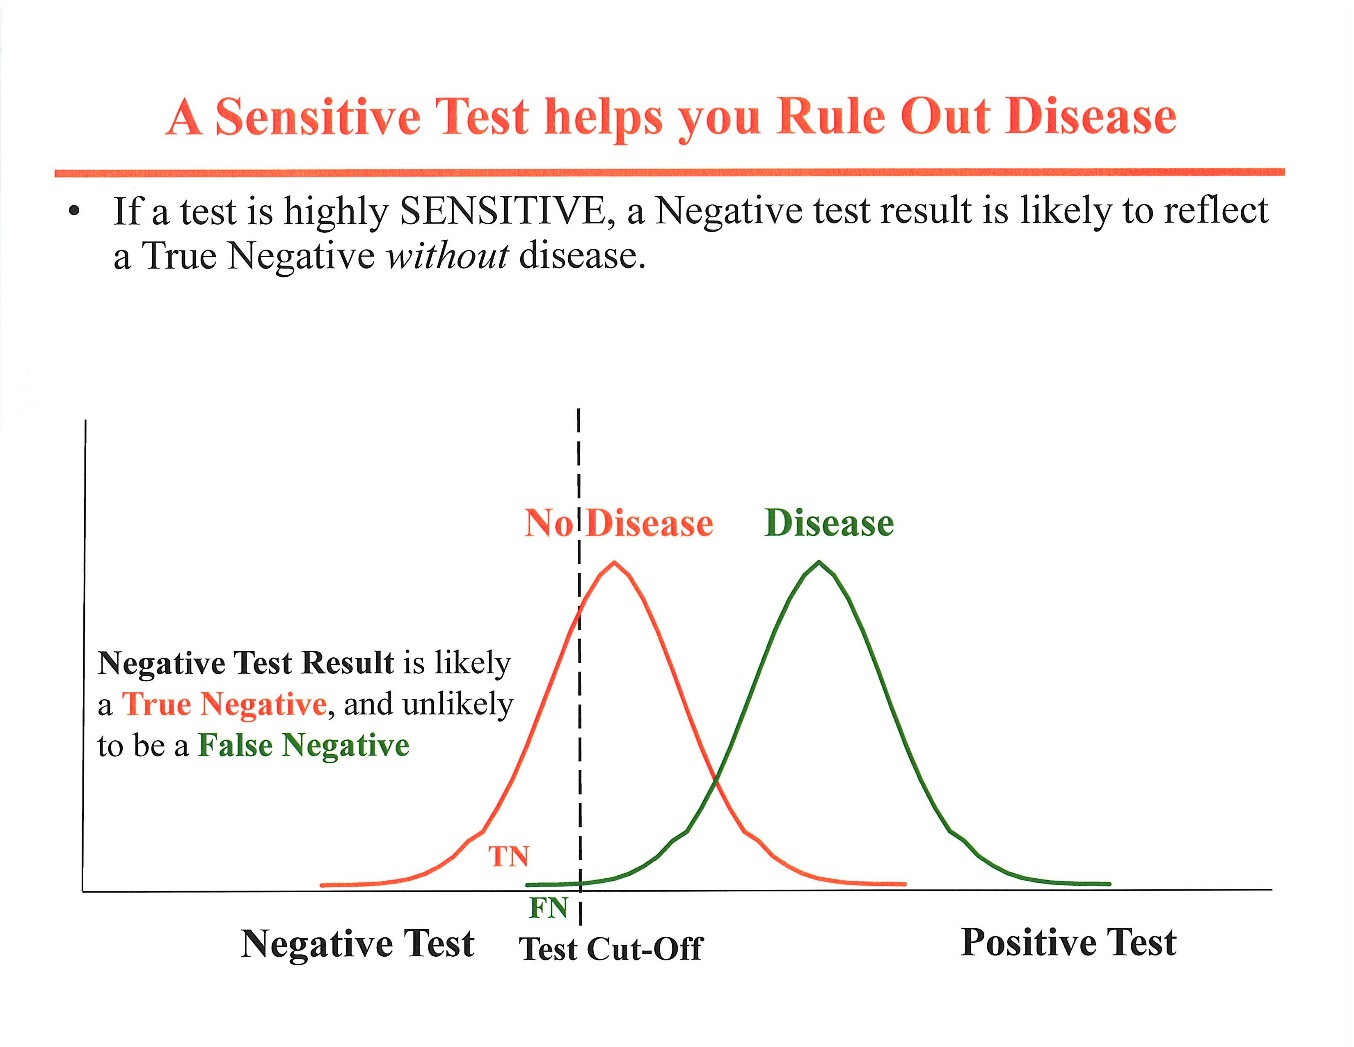 A Sensitive Test helps you Rule Out Disease
• If a test is highly SENSITIVE, a Negative test result is likely to reflect
a True Negative without disease.
No Disease
Disease
Negative Test Result is likely
a True Negative, and unlikely
to be a False Negative
TN
FN
Negative Test
Test Cut-Off
Positive Test